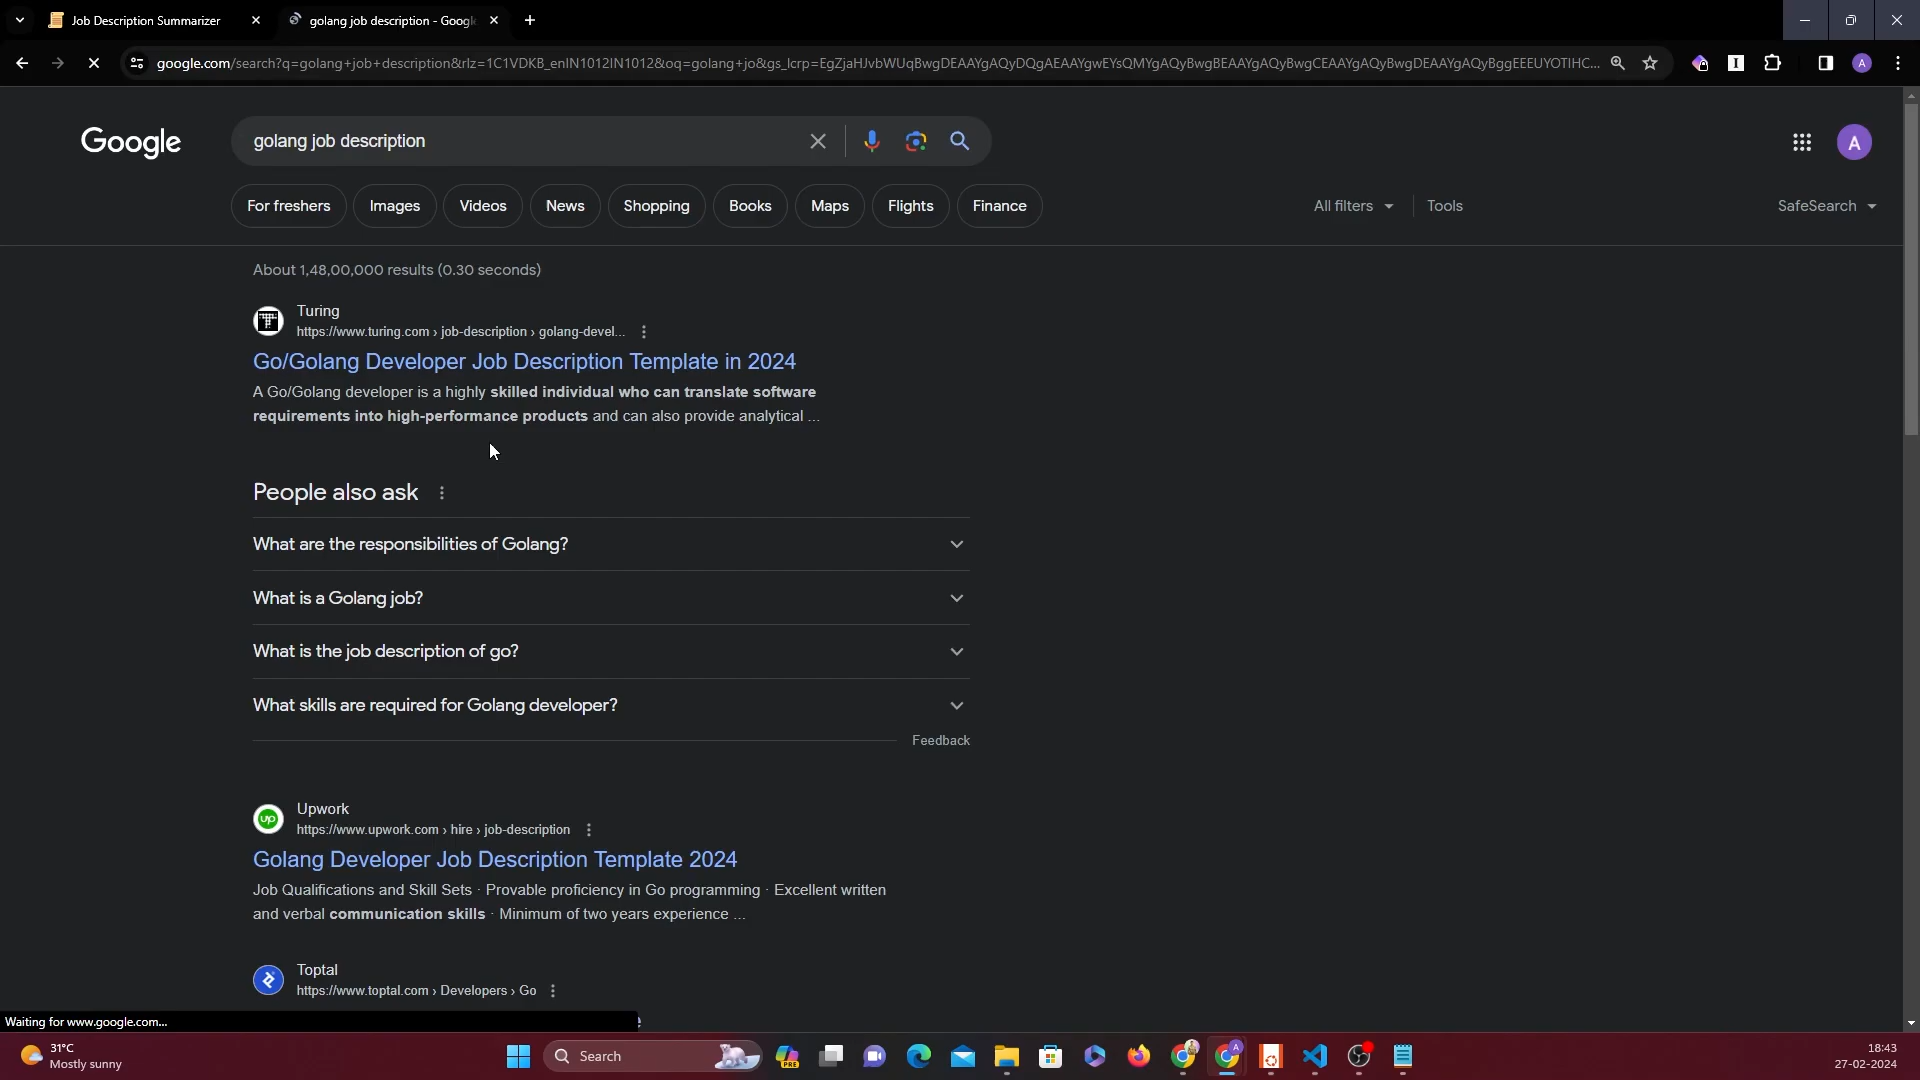 Job Description Summarizer
golang job description - Googl
google.com/search?q=golang+job+description&rlz=1C1VDKB_enIN1012IN1012&oq=golang+jo&gs_lcrp=EgZjaHJvbWUqBwgDEAAYgAQyDQgAEAAYgwEYsQMYgAQyBwgBEAAYgAQyBwgCEAAYgAQyBwgDEAAYgAQyBggEEEUYOTIHC...
A
Google
golang job description
A
For freshers
Images
Videos
News
Shopping
Books
Maps
Flights
Finance
All filters
Tools
SafeSearch
About 1,48,00,000 results (0.30 seconds)
Turing
https://www.turing.com › job-description › golang-devel...
Go/Golang Developer Job Description Template in 2024
A Go/Golang developer is a highly skilled individual who can translate software
requirements into high-performance products and can also provide analytical ...
People also ask
What are the responsibilities of Golang?
What is a Golang job?
What is the job description of go?
What skills are required for Golang developer?
Feedback
up
Upwork
https://www.upwork.com › hire › job-description
Golang Developer Job Description Template 2024
Job Qualifications and Skill Sets · Provable proficiency in Go programming · Excellent written
and verbal communication skills · Minimum of two years experience ...
Toptal
https://www.toptal.com › Developers › Go
Waiting for www.google.com...
31°C
Mostly sunny
Search
PRE
A
18:43
27-02-2024